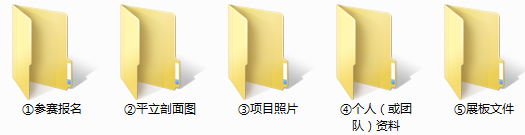 ①参赛报名
②平立剖面图
③项目照片
④个人（或团
队）资料
⑤展板文件